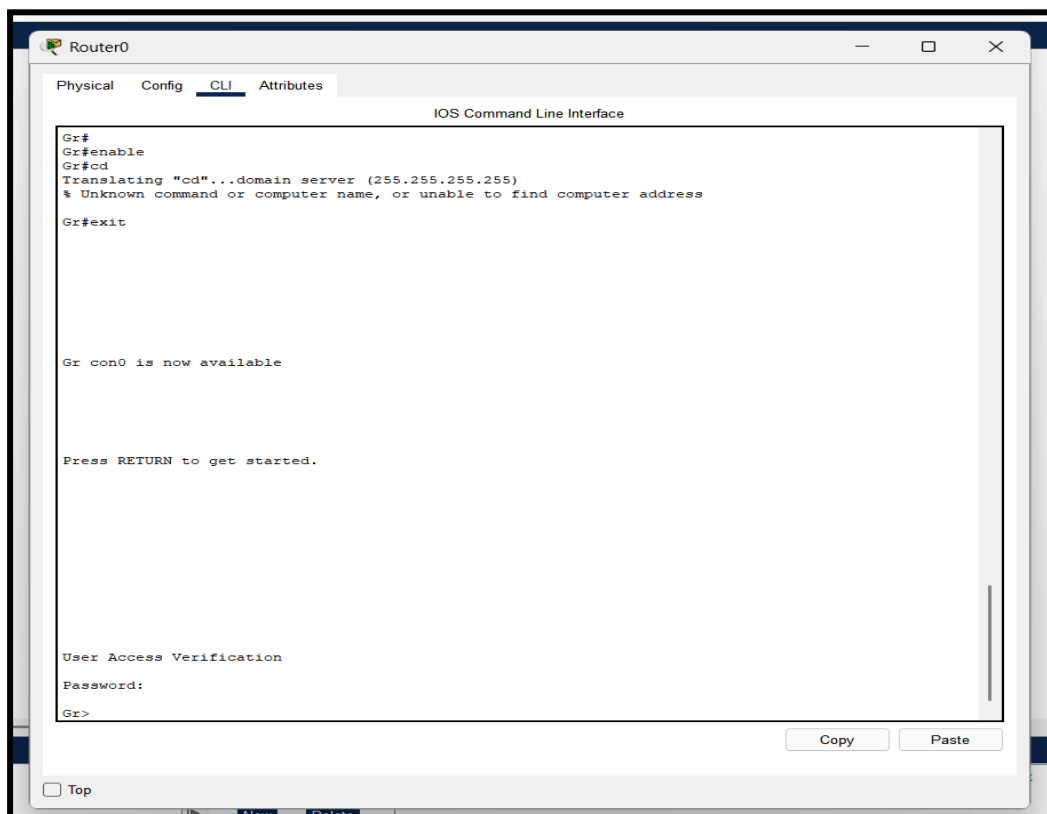 Router0
Physical Config CLI Attributes
IOS Command Line Interface
Gr#
Gr#enable
Gr#cd
Translating "cd"...domain server (255.255.255.255)
% Unknown command or computer name, or unable to find computer address
Gr#exit
Gr con0 is now available
Press RETURN to get started.
User Access Verification
Password:
Gr>
Copy Paste
Top